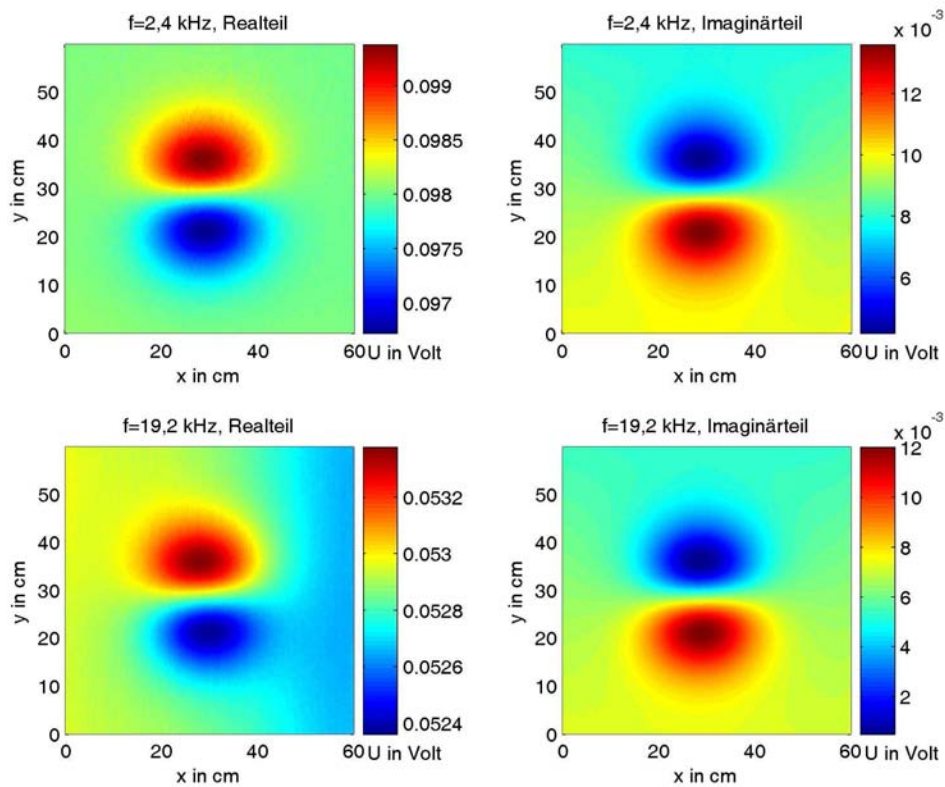 f=2,4 kHz, Realteil
y in cm
50
40
30
20
10
0
0 20 40 60
x in cm
0.099
0.0985
0.098
0.0975
0.097
U in Volt
f=2,4 kHz, Imaginärteil
x 10⁻³
y in cm
50
40
30
20
10
0
0 20 40 60
x in cm
12
10
8
6
U in Volt
f=19,2 kHz, Realteil
y in cm
50
40
30
20
10
0
0 20 40 60
x in cm
0.0532
0.053
0.0528
0.0526
0.0524
U in Volt
f=19,2 kHz, Imaginärteil
x 10⁻³
y in cm
50
40
30
20
10
0
0 20 40 60
x in cm
12
10
8
6
4
2
U in Volt